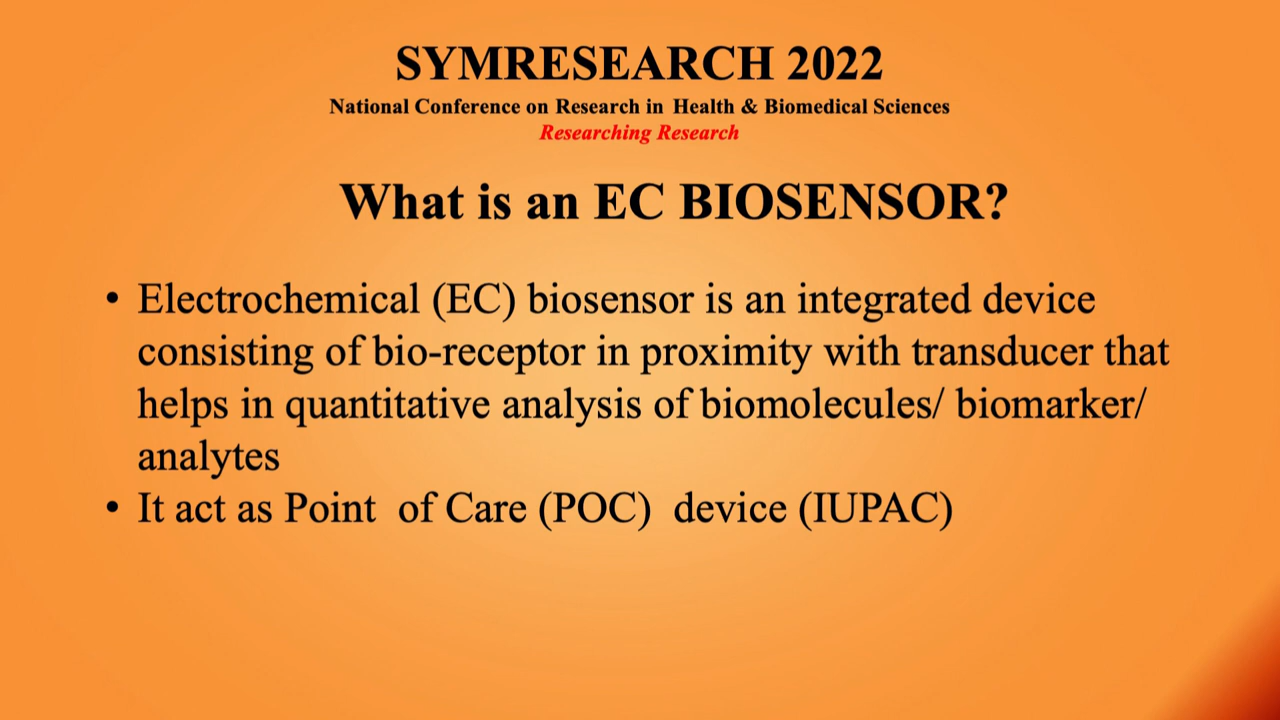 SYMRESEARCH 2022
National Conference on Research in Health & Biomedical Sciences
Researching Research
What is an EC BIOSENSOR?
• Electrochemical (EC) biosensor is an integrated device
consisting of bio-receptor in proximity with transducer that
helps in quantitative analysis of biomolecules/ biomarker/
analytes
• It act as Point of Care (POC) device (IUPAC)